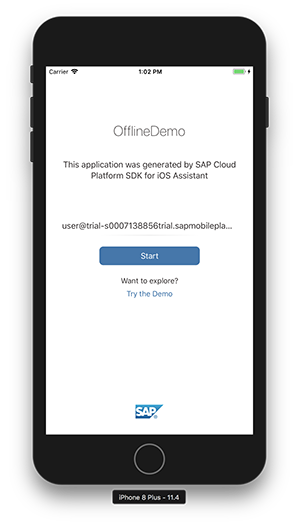 Carrier 1:02 PM
OfflineDemo
This application was generated by SAP Cloud
Platform SDK for iOS Assistant
user@trial-s0007138856trial.sapmobilepla...
Start
Want to explore?
Try the Demo
SAP
iPhone 8 Plus - 11.4